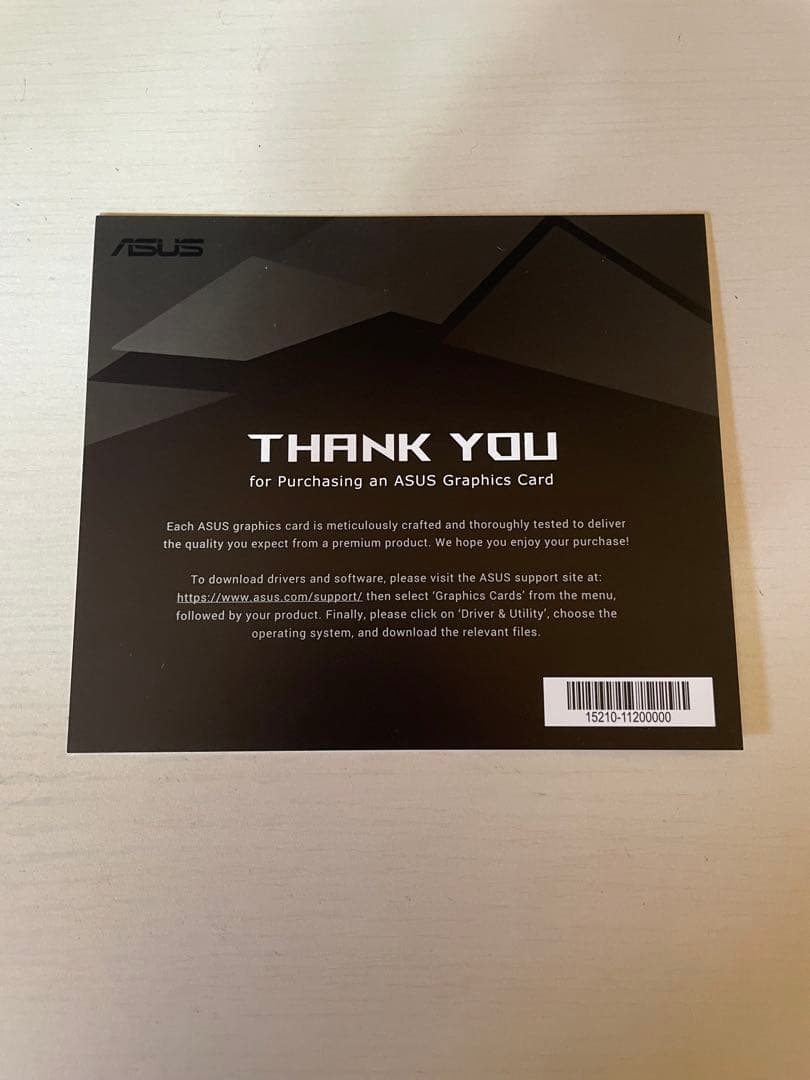 ASUS
THANK YOU
for Purchasing an ASUS Graphics Card
Each ASUS graphics card is meticulously crafted and thoroughly tested to deliver
the quality you expect from a premium product. We hope you enjoy your purchase!
To download drivers and software, please visit the ASUS support site at:
https://www.asus.com/support/ then select ‘Graphics Cards’ from the menu,
followed by your product. Finally, please click on ‘Driver & Utility’, choose the
operating system, and download the relevant files.
15210-11200000